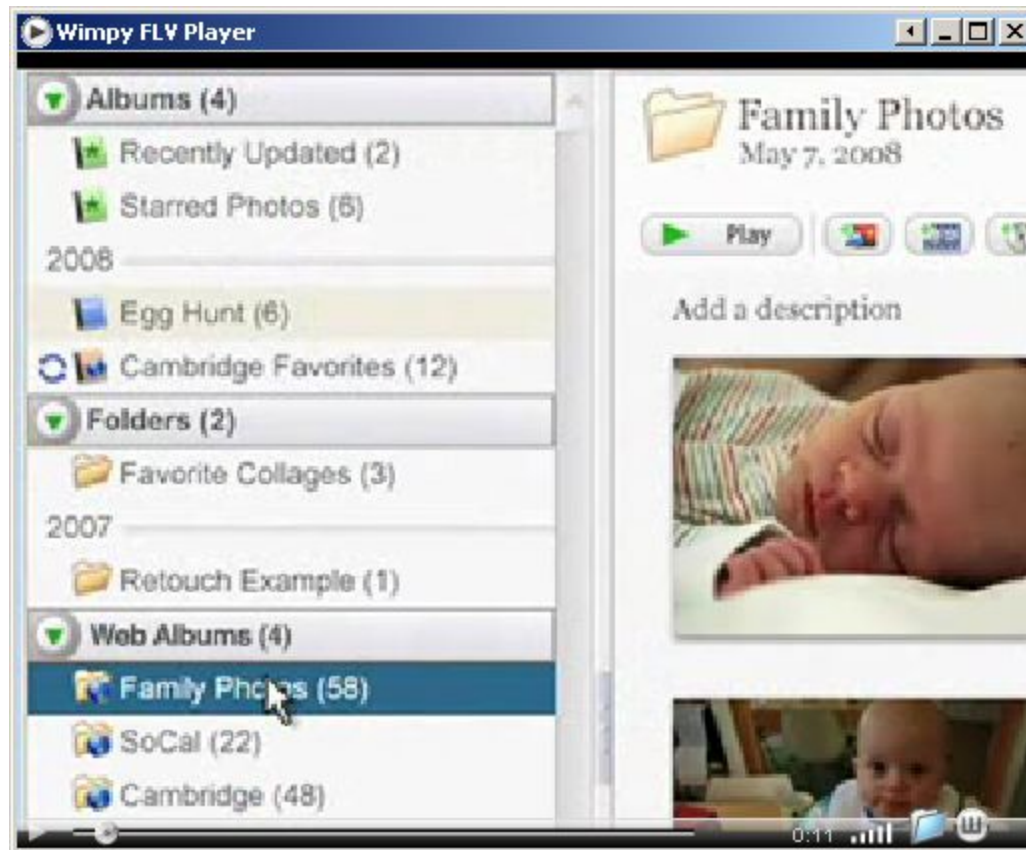 Wimpy FLV Player
Albums (4)
Recently Updated (2)
Starred Photos (6)
2008
Egg Hunt (6)
Cambridge Favorites (12)
Folders (2)
Favorite Collages (3)
2007
Retouch Example (1)
Web Albums (4)
Family Photos (58)
SoCal (22)
Cambridge (48)
Family Photos
May 7, 2008
Play
Add a description
0:11
W